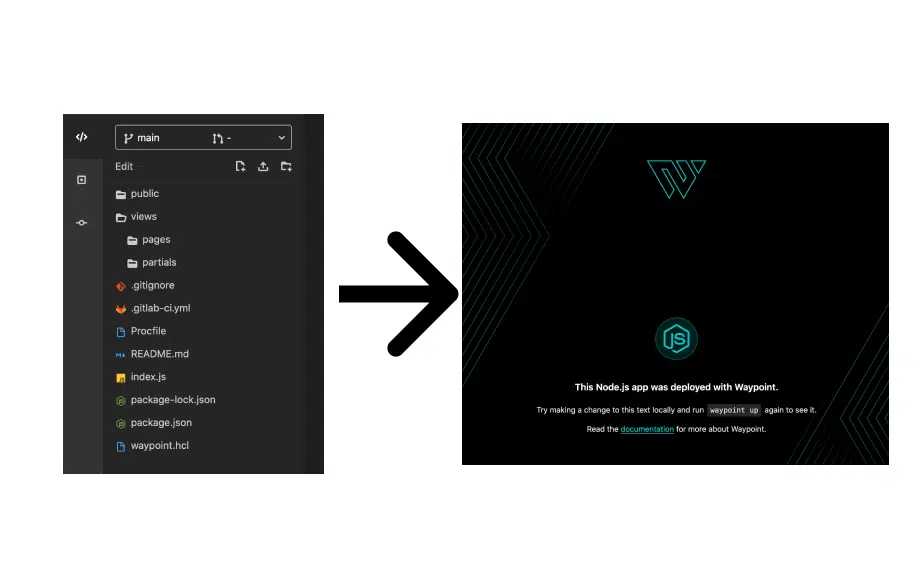 main
-
Edit
public
views
pages
partials
.gitignore
.gitlab-ci.yml
Procfile
README.md
index.js
package-lock.json
package.json
waypoint.hcl
JS
This Node.js app was deployed with Waypoint.
Try making a change to this text locally and run waypoint up again to see it.
Read the documentation for more about Waypoint.